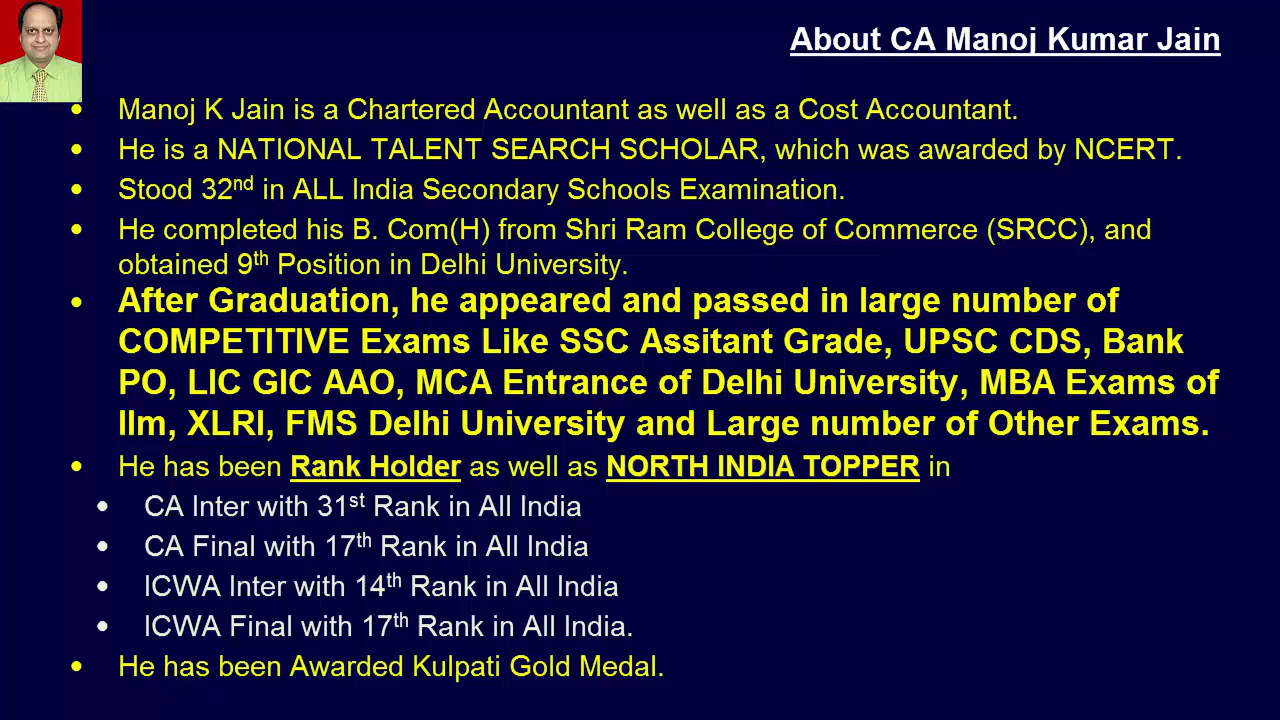 About CA Manoj Kumar Jain
• Manoj K Jain is a Chartered Accountant as well as a Cost Accountant.
• He is a NATIONAL TALENT SEARCH SCHOLAR, which was awarded by NCERT.
• Stood 32nd in ALL India Secondary Schools Examination.
• He completed his B. Com(H) from Shri Ram College of Commerce (SRCC), and
obtained 9th Position in Delhi University.
• After Graduation, he appeared and passed in large number of
COMPETITIVE Exams Like SSC Assitant Grade, UPSC CDS, Bank
PO, LIC GIC AAO, MCA Entrance of Delhi University, MBA Exams of
IIm, XLRI, FMS Delhi University and Large number of Other Exams.
• He has been Rank Holder as well as NORTH INDIA TOPPER in
• CA Inter with 31st Rank in All India
• CA Final with 17th Rank in All India
• ICWA Inter with 14th Rank in All India
• ICWA Final with 17th Rank in All India.
• He has been Awarded Kulpati Gold Medal.